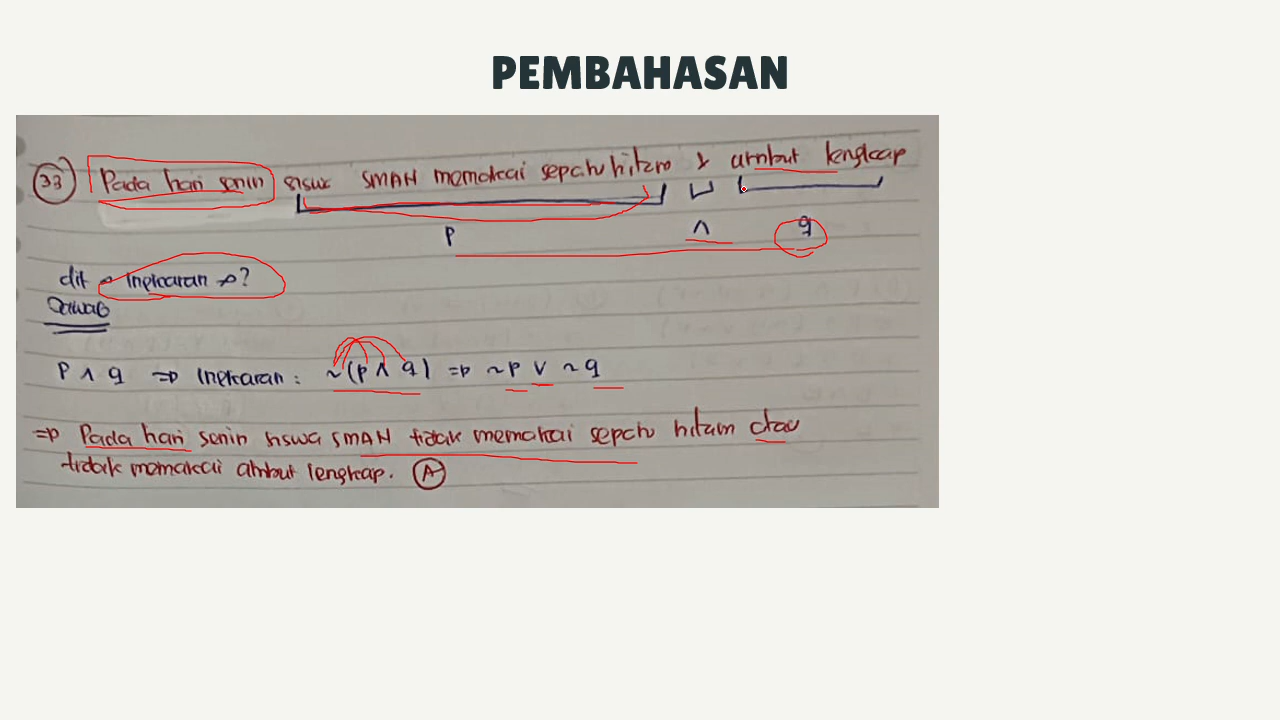 PEMBAHASAN
33 Pada hari senin siswa SMAN memakai sepatu hitam & atribut lengkap
p ∧ q
dit → Ingkaran → ?
Jawab
p ∧ q ⇒ Ingkaran : ~(p ∧ q) ⇒ ~p ∨ ~q
⇒ Pada hari senin siswa SMAN tidak memakai sepatu hitam atau
tidak memakai atribut lengkap. A